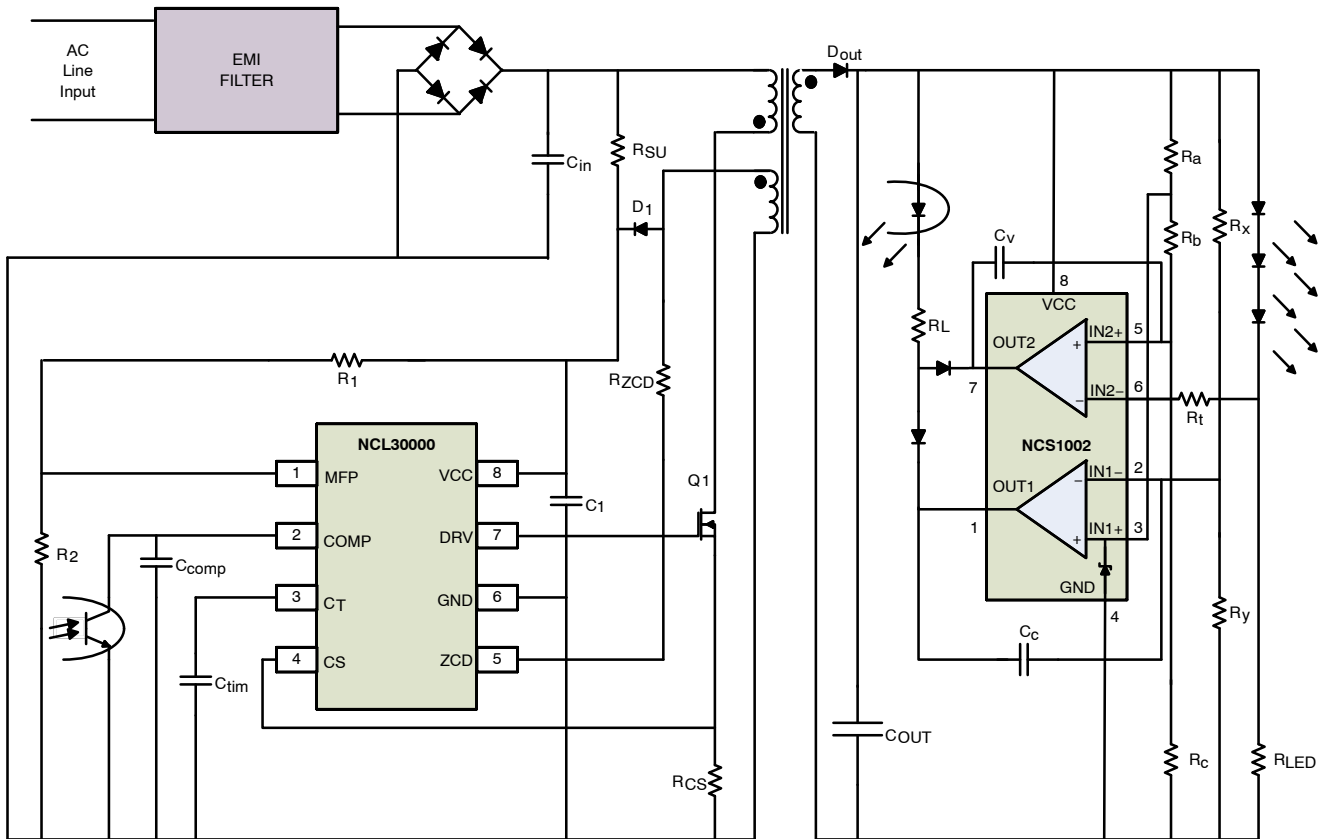 AC
Line
Input
EMI
FILTER
Cin
RSU
D1
Dout
Ra
Rb
Rx
Cv
8
VCC
RL
OUT2
IN2+
5
+
7
IN2−
6
−
Rt
R1
RZCD
NCL30000
NCS1002
1
MFP
VCC
8
C1
Q1
OUT1
IN1−
2
−
1
IN1+
3
+
R2
2
COMP
DRV
7
Ccomp
GND
4
3
CT
GND
6
Ry
4
CS
ZCD
5
Cc
Ctim
COUT
RCS
Rc
RLED